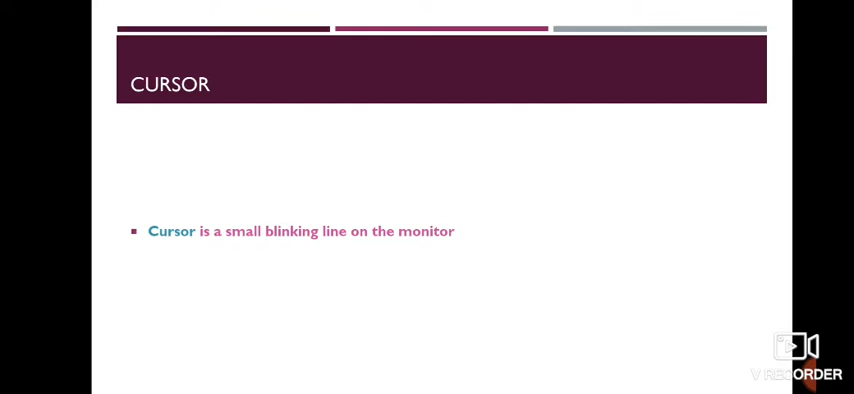 CURSOR
Cursor is a small blinking line on the monitor
V RECORDER